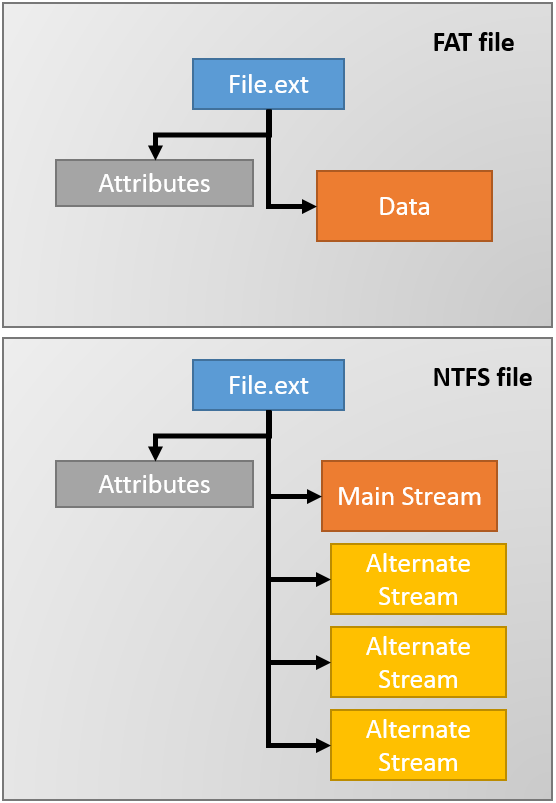 FAT file
File.ext
Attributes
Data
NTFS file
File.ext
Attributes
Main Stream
Alternate
Stream
Alternate
Stream
Alternate
Stream